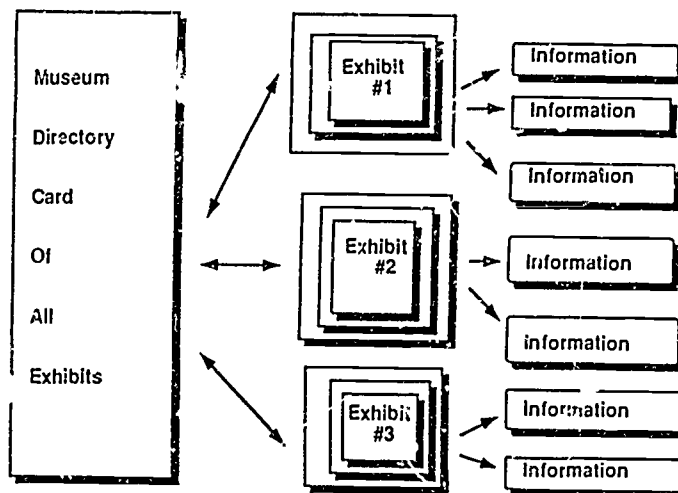 Museum
Directory
Card
Of
All
Exhibits
Exhibit
#1
Information
Information
Information
Exhibit
#2
Information
Information
Exhibit
#3
Information
Information